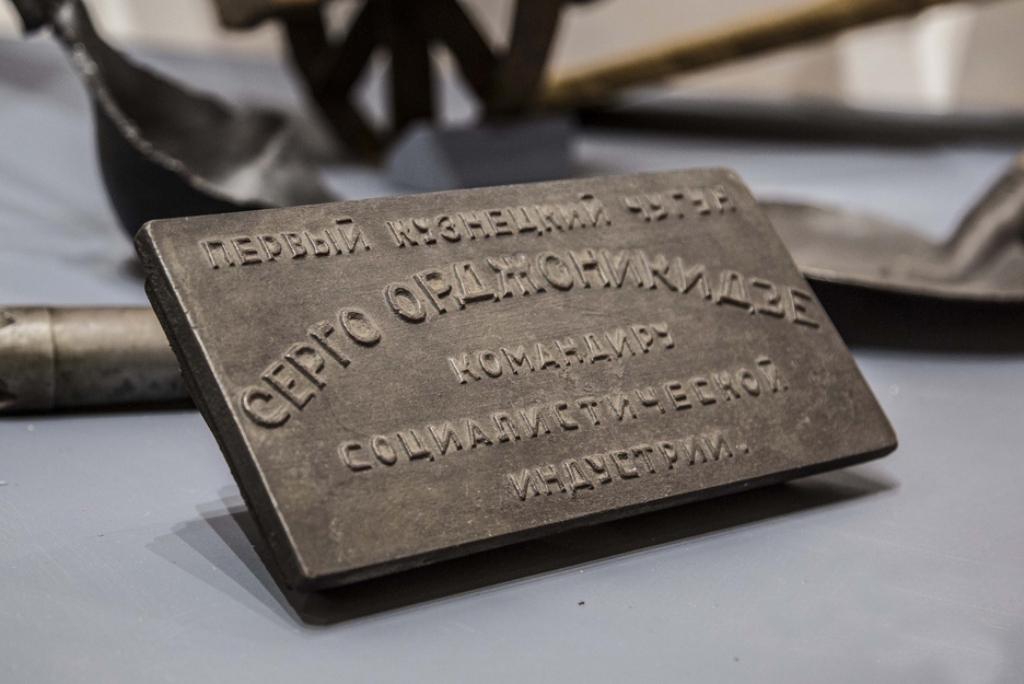 ПЕРВЫЙ КУЗНЕЦКИЙ ЧУГУН
СЕРГО ОРДЖОНИКИДЗЕ
КОМАНДИРУ
СОЦИАЛИСТИЧЕСКОЙ
ИНДУСТРИИ.